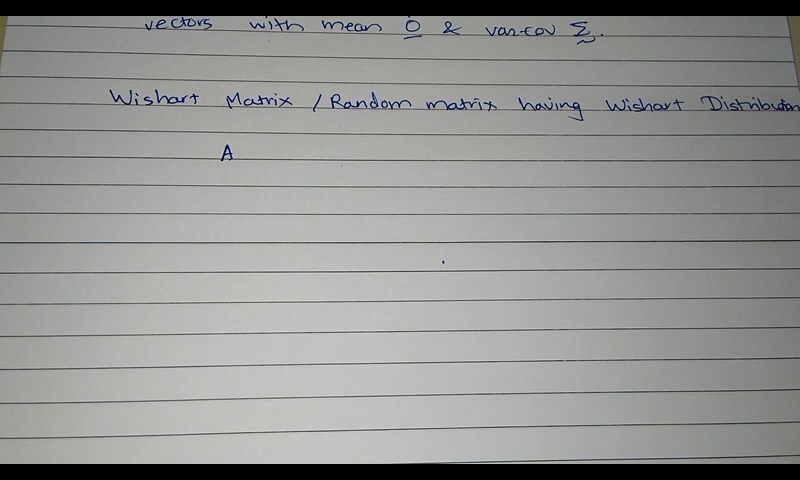 vectors with mean 0 & var-cov Σ.
Wishart Matrix / Random matrix having Wishart Distribution
A